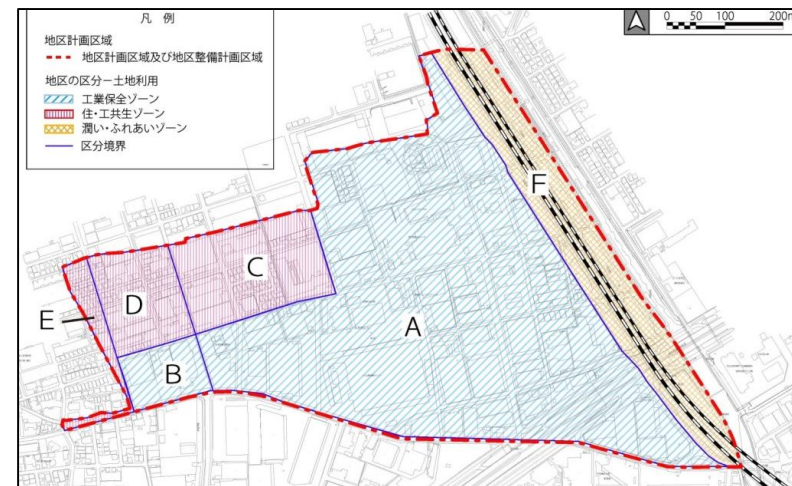 凡 例
地区計画区域
地区計画区域及び地区整備計画区域
地区の区分－土地利用
工業保全ゾーン
住・工共生ゾーン
潤い・ふれあいゾーン
区分境界
0 50 100 200m
F
C
D
E
A
B